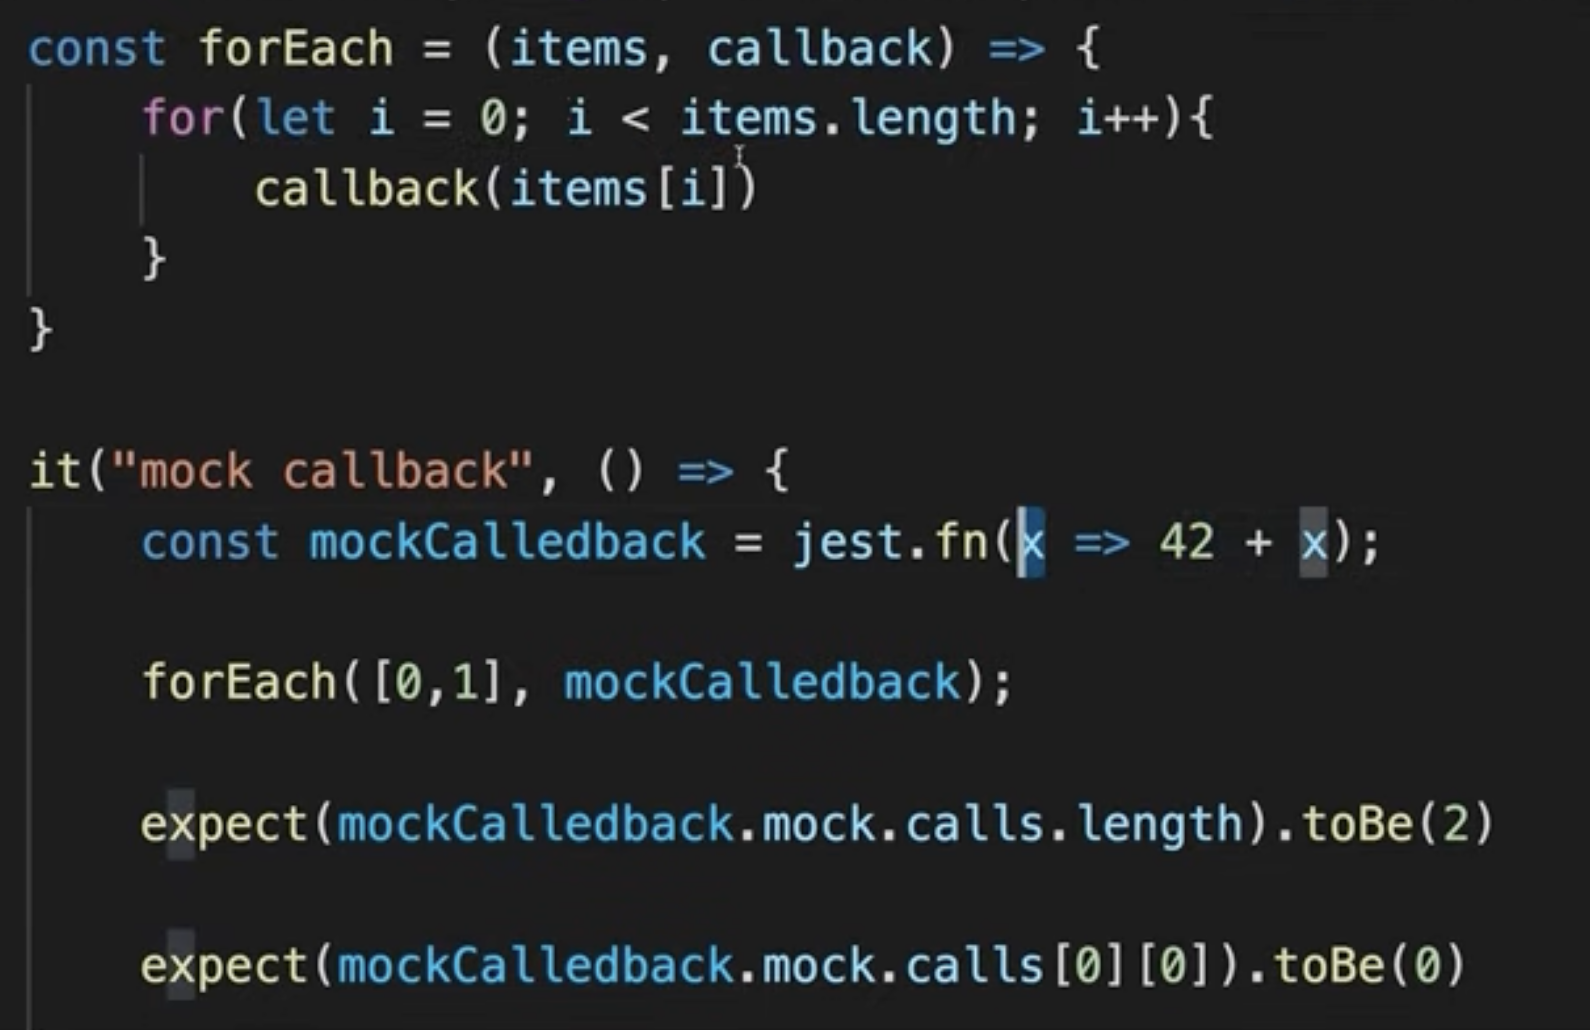 const forEach = (items, callback) => {
for(let i = 0; i < items.length; i++){
callback(items[i])
}
}
it("mock callback", () => {
const mockCalledback = jest.fn(x => 42 + x);
forEach([0,1], mockCalledback);
expect(mockCalledback.mock.calls.length).toBe(2)
expect(mockCalledback.mock.calls[0][0]).toBe(0)